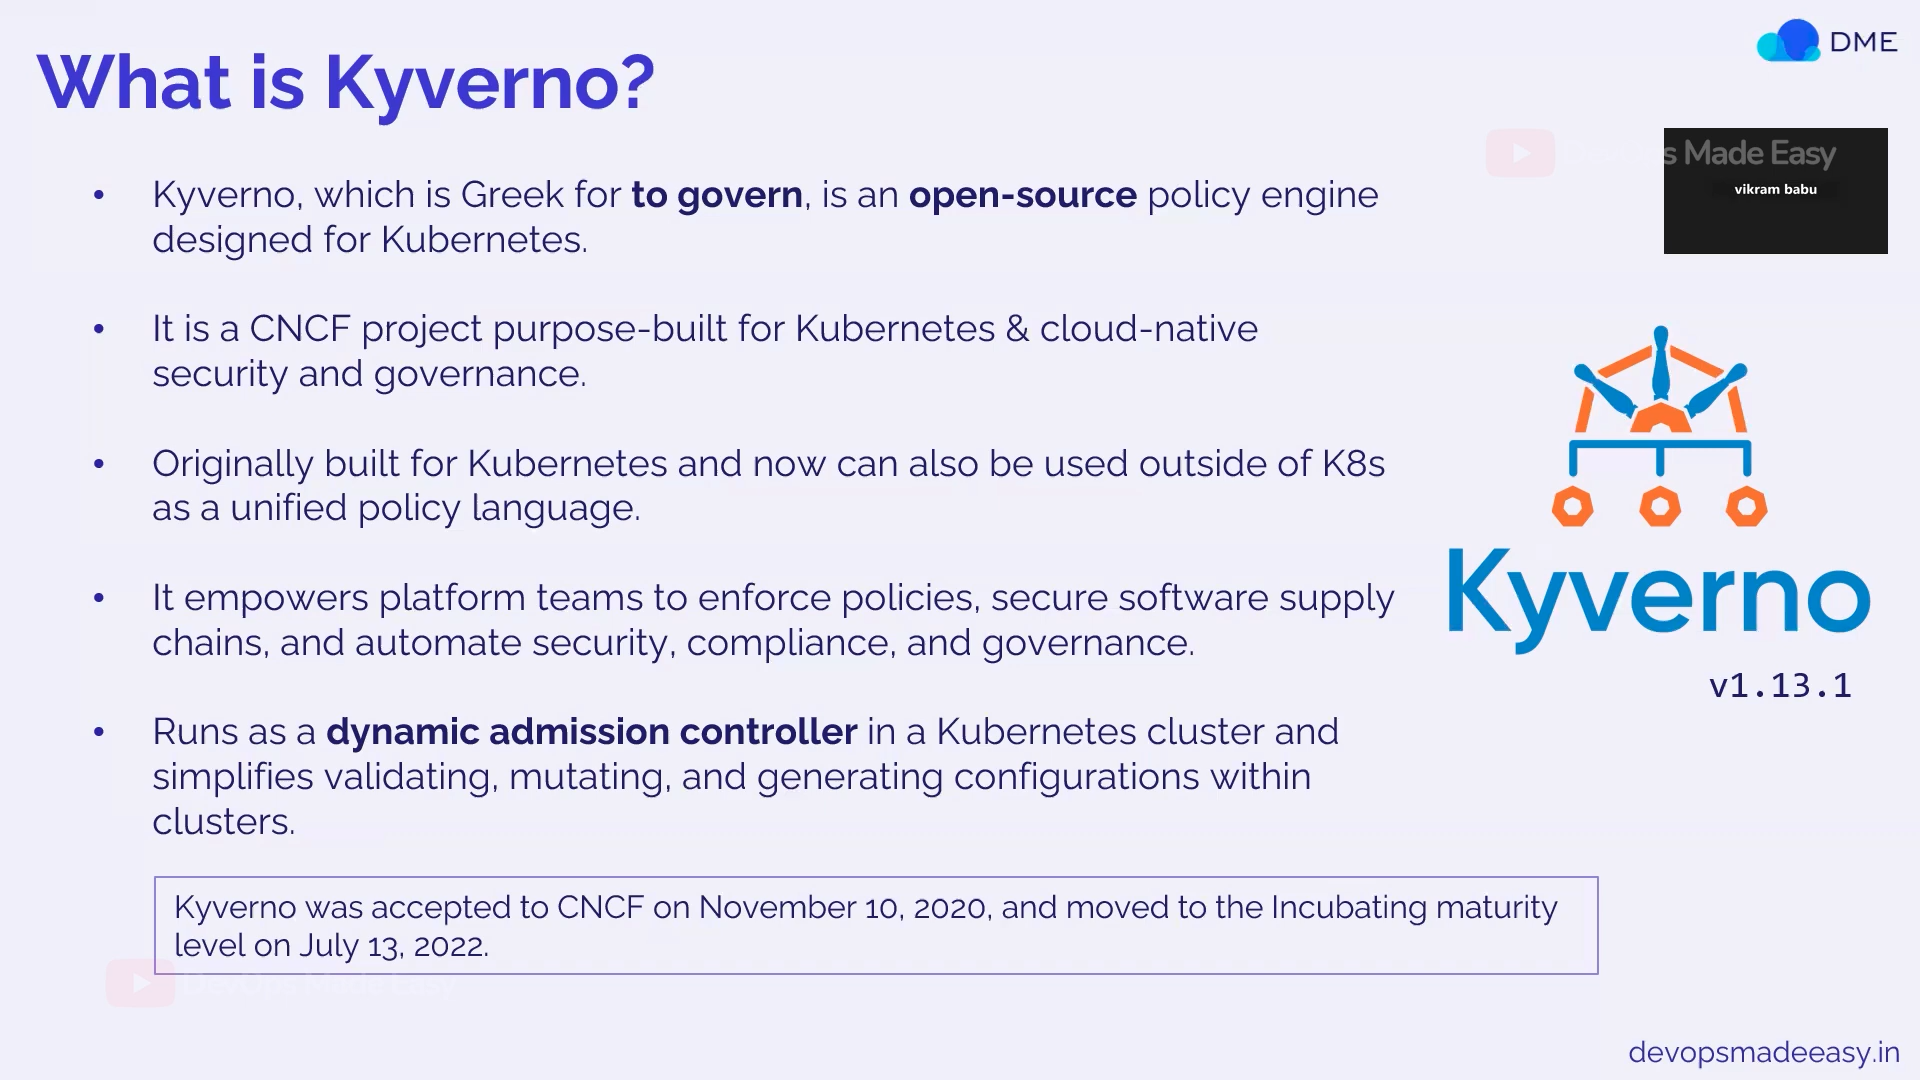 What is Kyverno?
DME
DevOps Made Easy
vikram babu
• Kyverno, which is Greek for to govern, is an open-source policy engine
designed for Kubernetes.
• It is a CNCF project purpose-built for Kubernetes & cloud-native
security and governance.
• Originally built for Kubernetes and now can also be used outside of K8s
as a unified policy language.
• It empowers platform teams to enforce policies, secure software supply
chains, and automate security, compliance, and governance.
• Runs as a dynamic admission controller in a Kubernetes cluster and
simplifies validating, mutating, and generating configurations within
clusters.
Kyverno
v1.13.1
Kyverno was accepted to CNCF on November 10, 2020, and moved to the Incubating maturity
level on July 13, 2022.
DevOps Made Easy
devopsmadeeasy.in